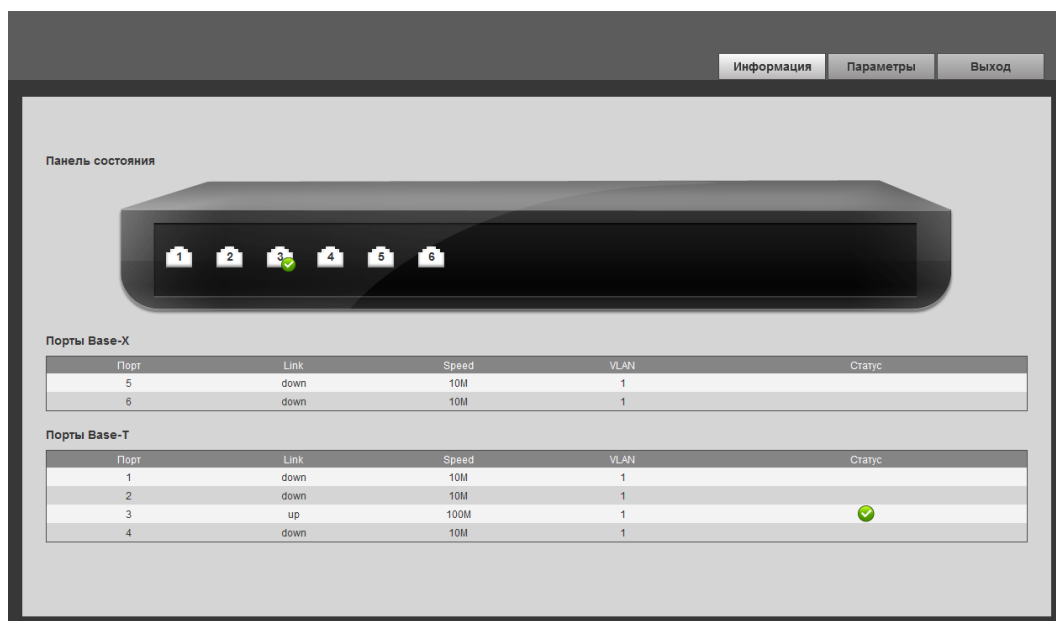 Информация Параметры Выход
Панель состояния
1 2 3 4 5 6
Порты Base-X
Порт Link Speed VLAN Статус
5 down 10M 1
6 down 10M 1
Порты Base-T
Порт Link Speed VLAN Статус
1 down 10M 1
2 down 10M 1
3 up 100M 1
4 down 10M 1